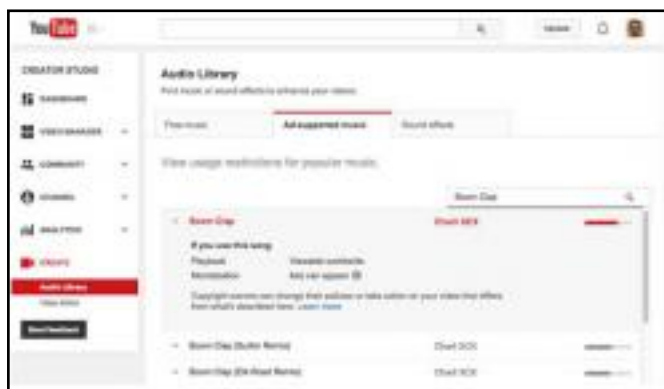 YouTube
CREATOR STUDIO
DASHBOARD
VIDEO MANAGER
COMMUNITY
CHANNEL
ANALYTICS
CREATE
Audio Library
Audio Library
Find music or sound effects to enhance your videos.
Free music
Ad-supported music
Sound effects
View usage restrictions for popular music.
Boom Clap
Boom Clap
Charli XCX
If you use this song
Playback
Viewable worldwide
Monetization
Ads can appear
Copyright owners can change their policies or take action on your video that differs
from what's described here. Learn more
Boom Clap
Charli XCX
Boom Clap
Charli XCX